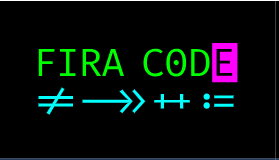 FIRA CODE
≠ ->> ++ :=